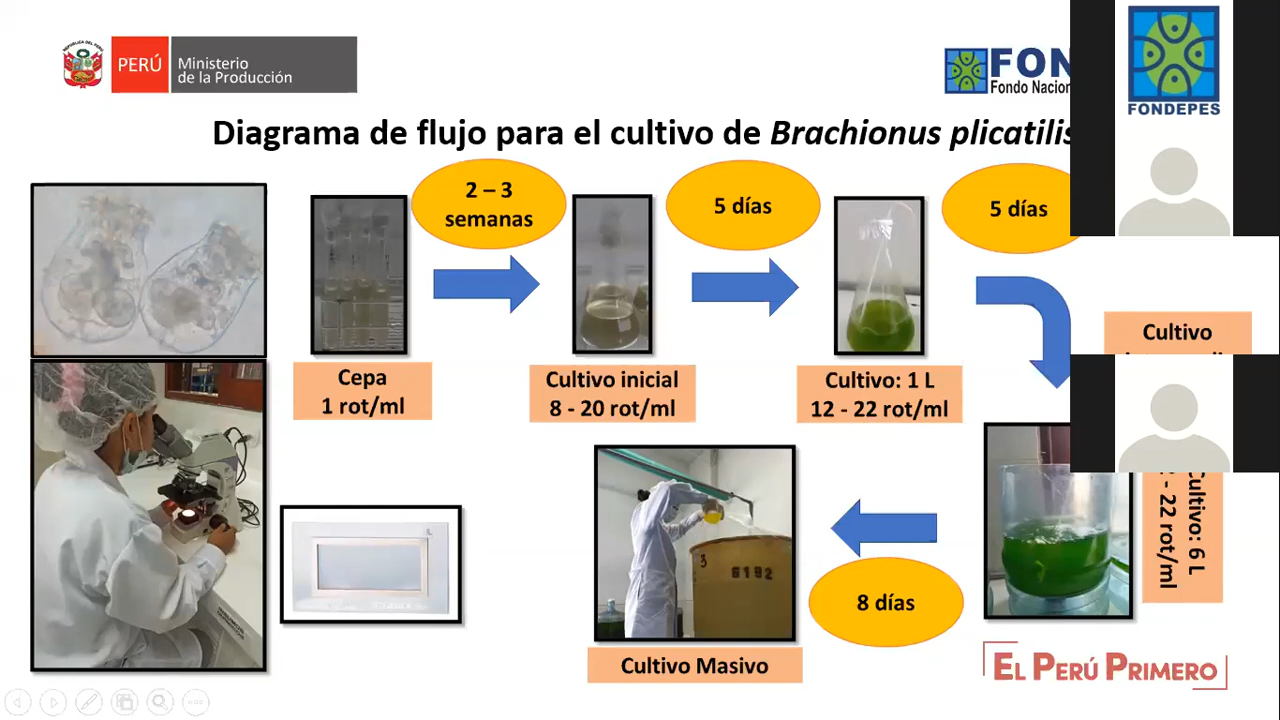 PERÚ
Ministerio
de la Producción
Fondo Nacion
FONDEPES
Diagrama de flujo para el cultivo de Brachionus plicatilis
2 – 3
semanas
5 días
5 días
Cepa
1 rot/ml
Cultivo inicial
8 - 20 rot/ml
Cultivo: 1 L
12 - 22 rot/ml
Cultivo
Cultivo: 6 L
- 22 rot/ml
8 días
3
6192
Cultivo Masivo
EL PERÚ PRIMERO